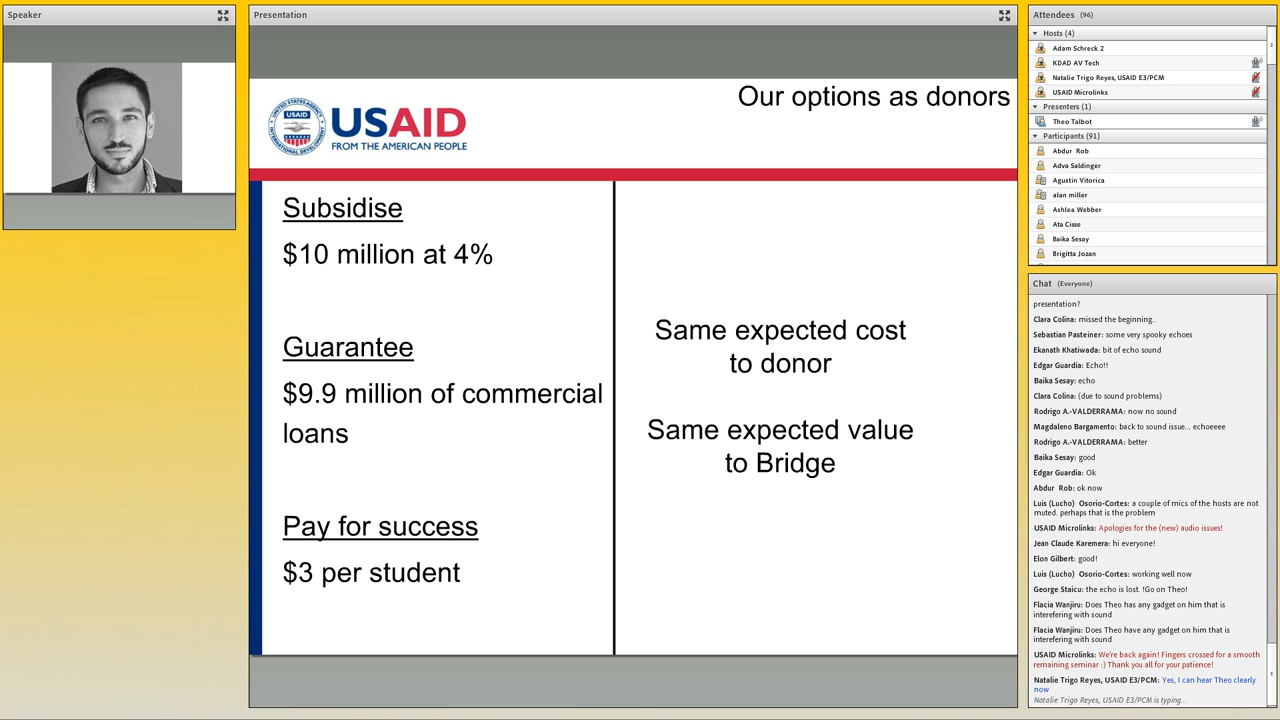 Speaker
Presentation
Our options as donors
USAID
USAID
FROM THE AMERICAN PEOPLE
Subsidise
$10 million at 4%
Guarantee
$9.9 million of commercial
loans
Pay for success
$3 per student
Same expected cost
to donor
Same expected value
to Bridge
Attendees (96)
Hosts (4)
Adam Schreck 2
KDAD AV Tech
Natalie Trigo Reyes, USAID E3/PCM
USAID Microlinks
Presenters (1)
Theo Talbot
Participants (91)
Abdur Rob
Adva Saldinger
Agustin Vitorica
alan miller
Ashlea Webber
Ata Cisse
Baika Sesay
Brigitta Jozan
Chat (Everyone)
presentation?
Clara Colina: missed the beginning..
Sebastian Pasteiner: some very spooky echoes
Ekanath Khatiwada: bit of echo sound
Edgar Guardia: Echo!!
Baika Sesay: echo
Clara Colina: (due to sound problems)
Rodrigo A.-VALDERRAMA: now no sound
Magdaleno Bargamento: back to sound issue... echoeeee
Rodrigo A.-VALDERRAMA: better
Baika Sesay: good
Edgar Guardia: Ok
Abdur Rob: ok now
Luis (Lucho) Osorio-Cortes: a couple of mics of the hosts are not
muted. perhaps that is the problem
USAID Microlinks: Apologies for the (new) audio issues!
Jean Claude Karemera: hi everyone!
Elon Gilbert: good!
Luis (Lucho) Osorio-Cortes: working well now
George Staicu: the echo is lost. !Go on Theo!
Flacia Wanjiru: Does Theo has any gadget on him that is
interefering with sound
Flacia Wanjiru: Does Theo have any gadget on him that is
interefering with sound
USAID Microlinks: We're back again! Fingers crossed for a smooth
remaining seminar :) Thank you all for your patience!
Natalie Trigo Reyes, USAID E3/PCM: Yes, I can hear Theo clearly
now
Natalie Trigo Reyes, USAID E3/PCM is typing...